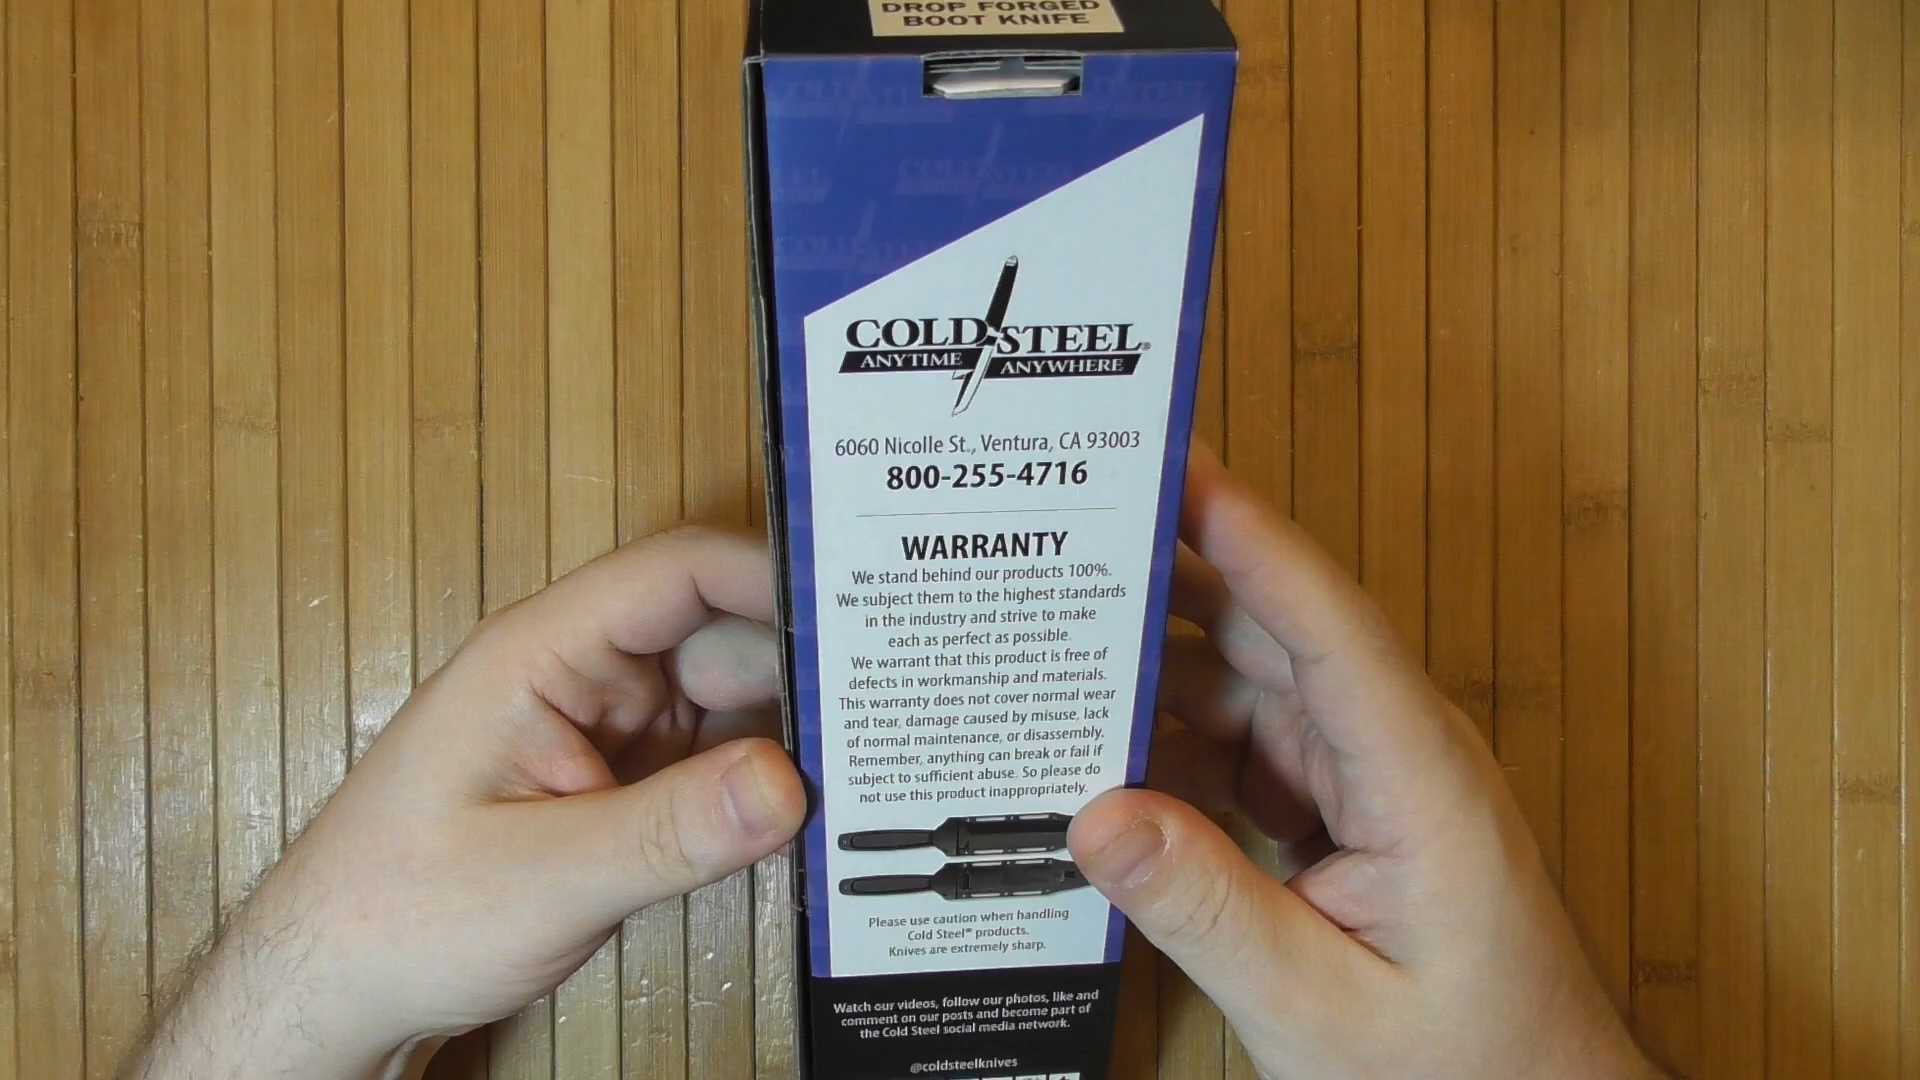 DROP FORGED
BOOT KNIFE
COLD STEEL
COLD STEEL®
ANYTIME ANYWHERE
6060 Nicolle St., Ventura, CA 93003
800-255-4716
WARRANTY
We stand behind our products 100%.
We subject them to the highest standards
in the industry and strive to make
each as perfect as possible.
We warrant that this product is free of
defects in workmanship and materials.
This warranty does not cover normal wear
and tear, damage caused by misuse, lack
of normal maintenance, or disassembly.
Remember, anything can break or fail if
subject to sufficient abuse. So please do
not use this product inappropriately.
Please use caution when handling
Cold Steel® products.
Knives are extremely sharp.
Watch our videos, follow our photos, like and
comment on our posts and become part of
the Cold Steel social media network.
@coldsteelknives